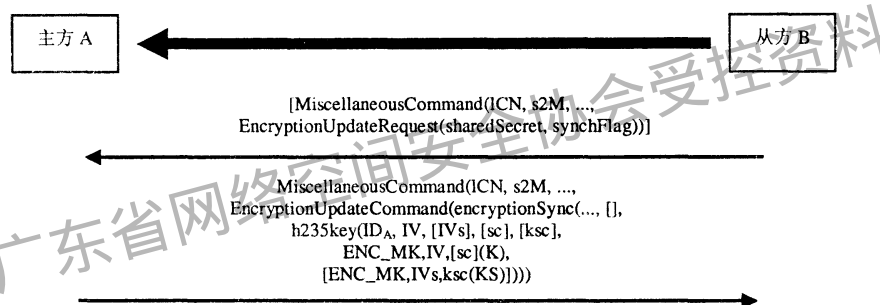 主方 A
从方 B
[MiscellaneousCommand(lCN, s2M, ...,
EncryptionUpdateRequest(sharedSecret, synchFlag))]
MiscellaneousCommand(lCN, s2M, ...,
EncryptionUpdateCommand(encryptionSync(..., [],
h235key(IDA, IV, [IVs], [sc], [ksc],
ENC_MK,IV,[sc](K),
[ENC_MK,IVs,ksc(KS)])))
广东省网络空间安全协会受控资料